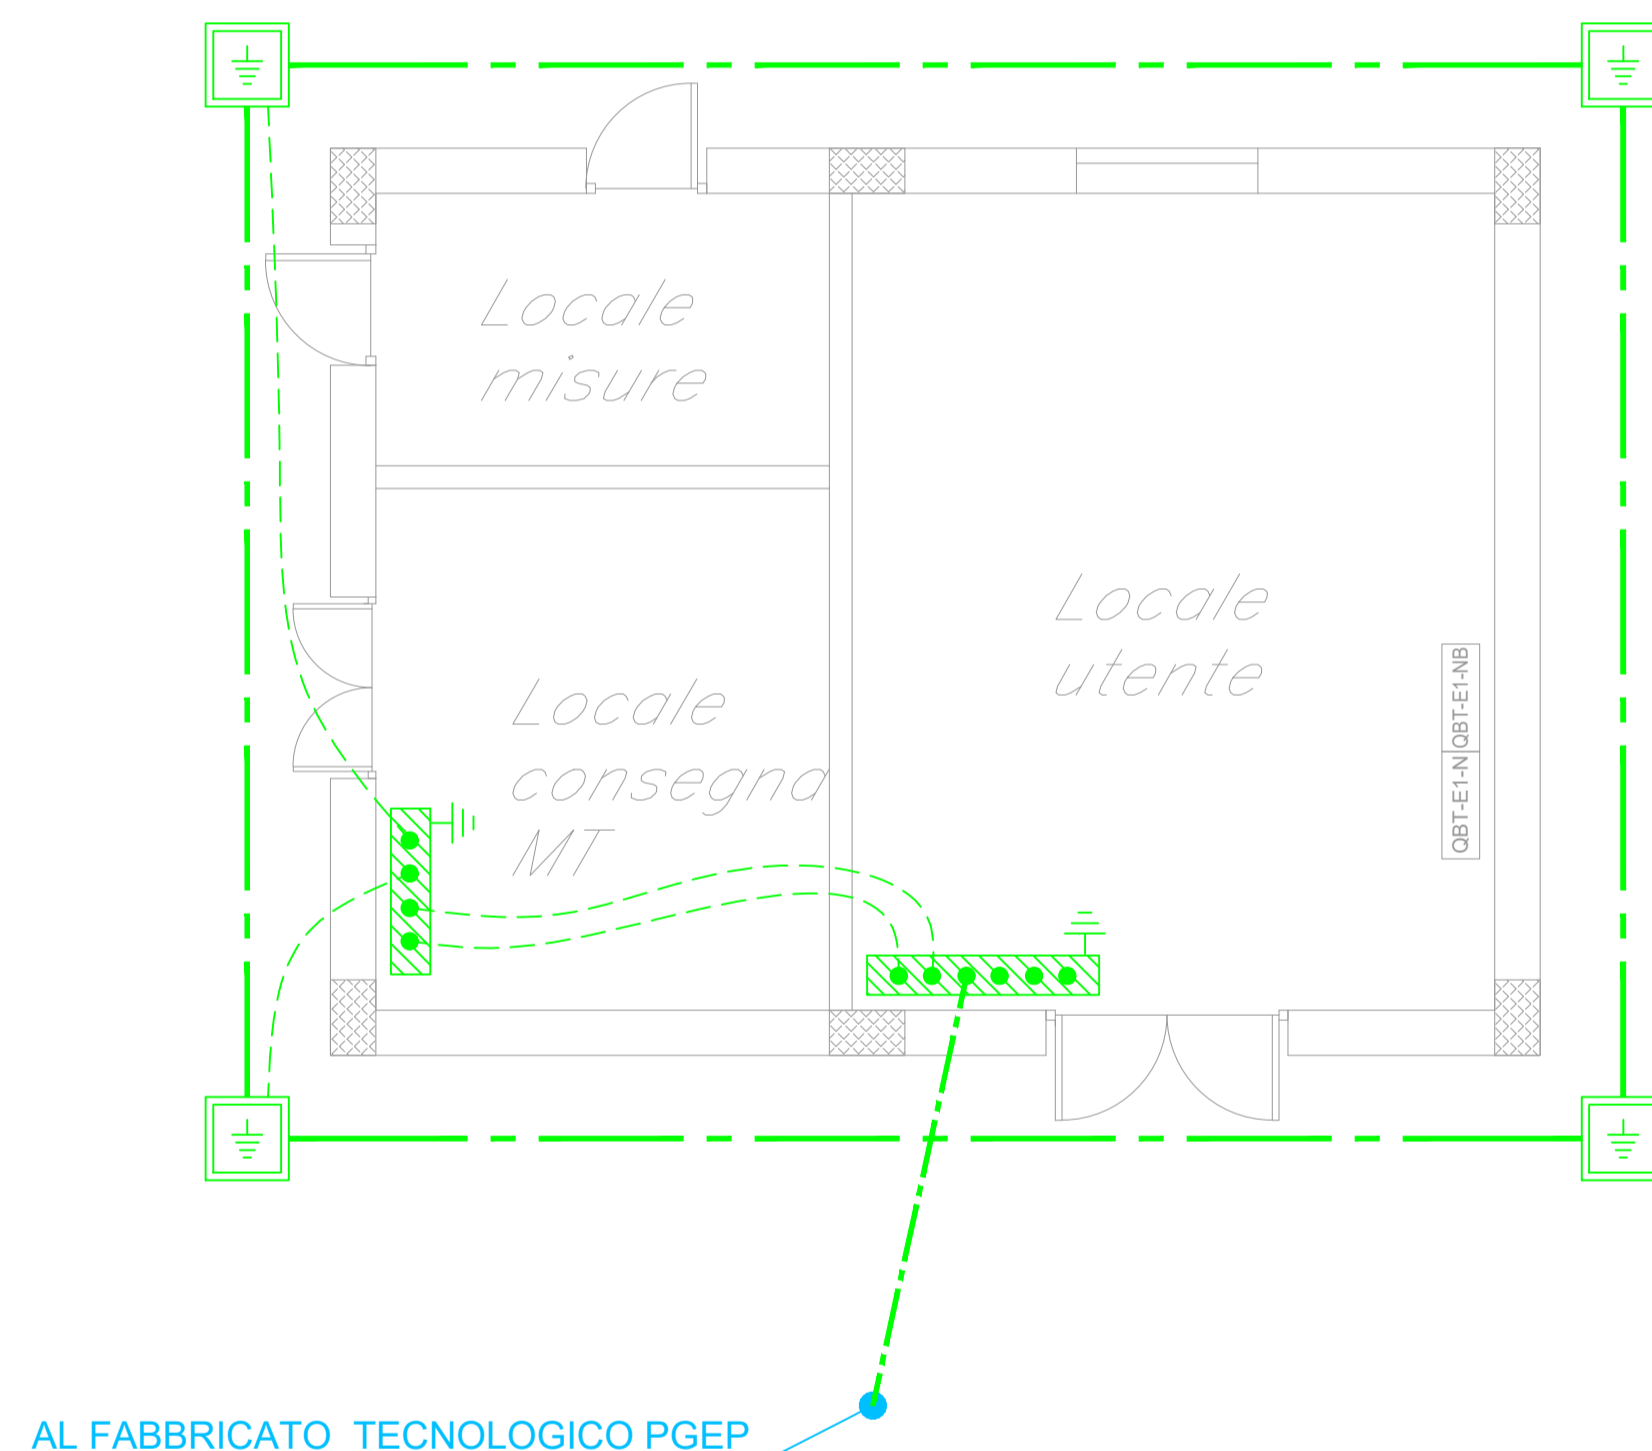 Locale
misure
Locale
utente
Locale
consegna
MT
QBT-E1-N
QBT-E1-NB
AL FABBRICATO TECNOLOGICO PGEP